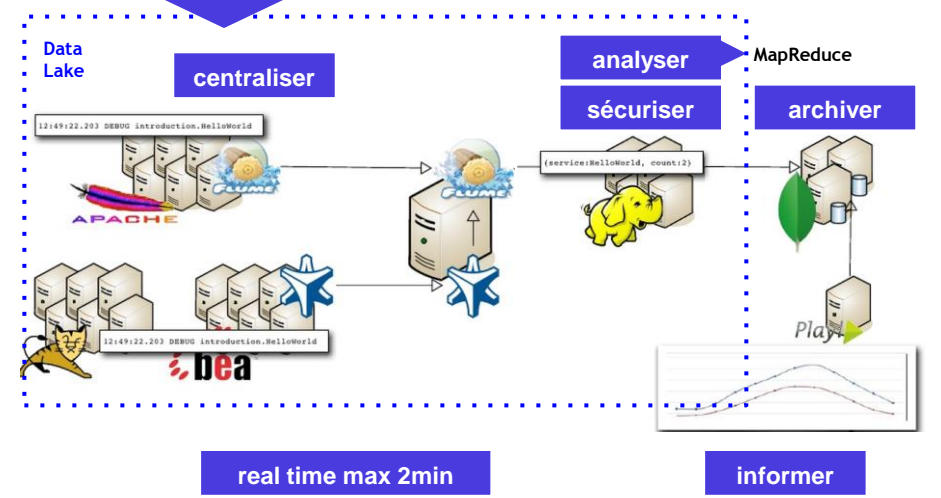 Data
Lake
centraliser
analyser
MapReduce
sécuriser
archiver
12:49:22.203 DEBUG introduction.HelloWorld
FLUME
FLUME
{service:HelloWorld, count:2}
APACHE
12:49:22.203 DEBUG introduction.HelloWorld
bea
Play!
real time max 2min
informer